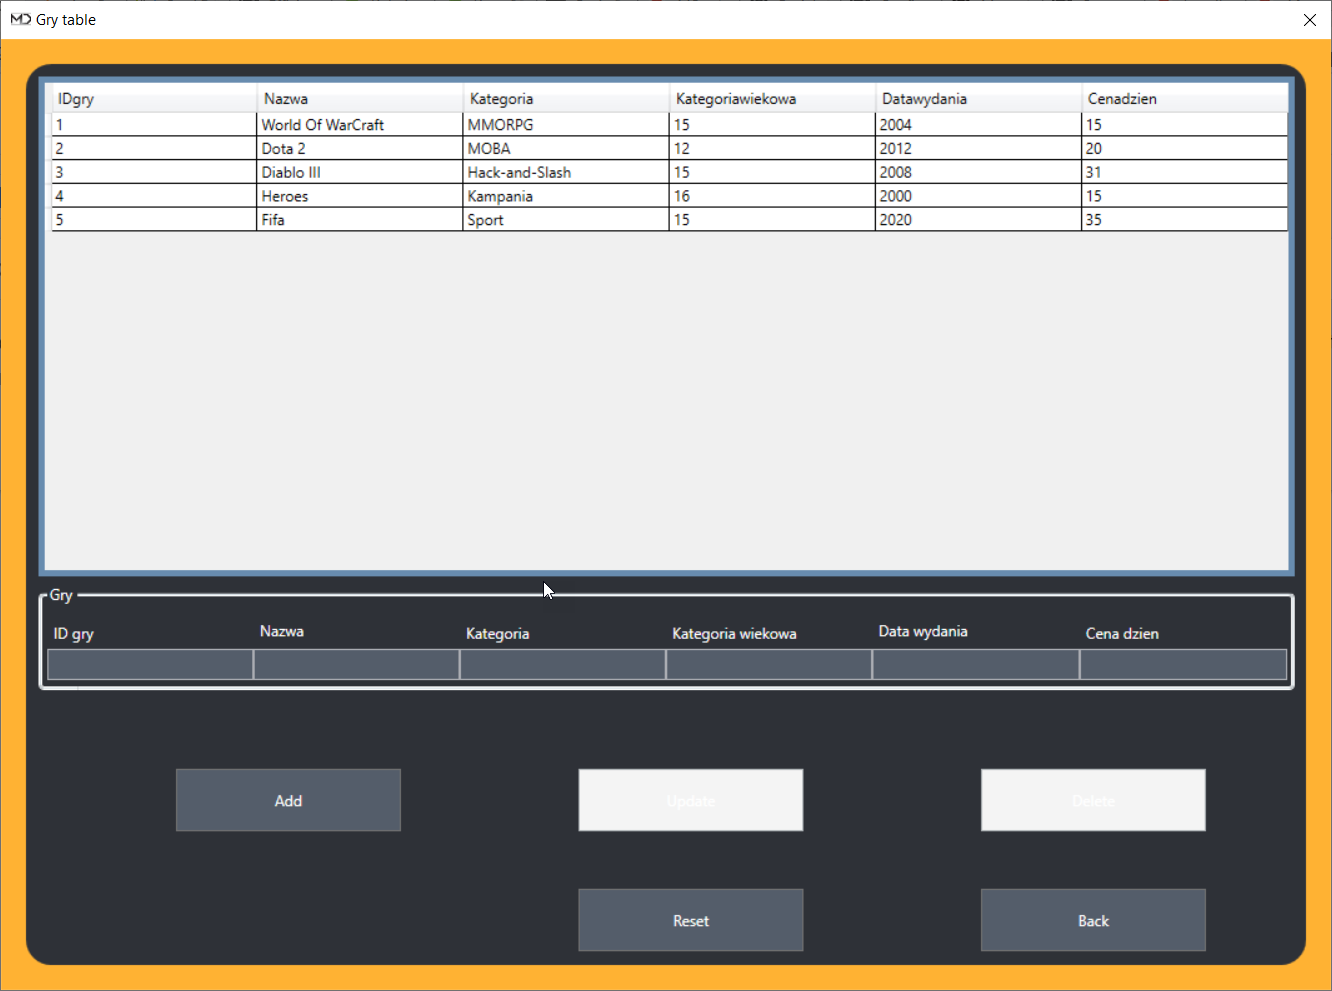 MD Gry table
IDgry Nazwa Kategoria Kategoriawiekowa Datawydania Cenadzien
1 World Of WarCraft MMORPG 15 2004 15
2 Dota 2 MOBA 12 2012 20
3 Diablo III Hack-and-Slash 15 2008 31
4 Heroes Kampania 16 2000 15
5 Fifa Sport 15 2020 35
Gry
ID gry Nazwa Kategoria Kategoria wiekowa Data wydania Cena dzien
Add Update Delete
Reset Back